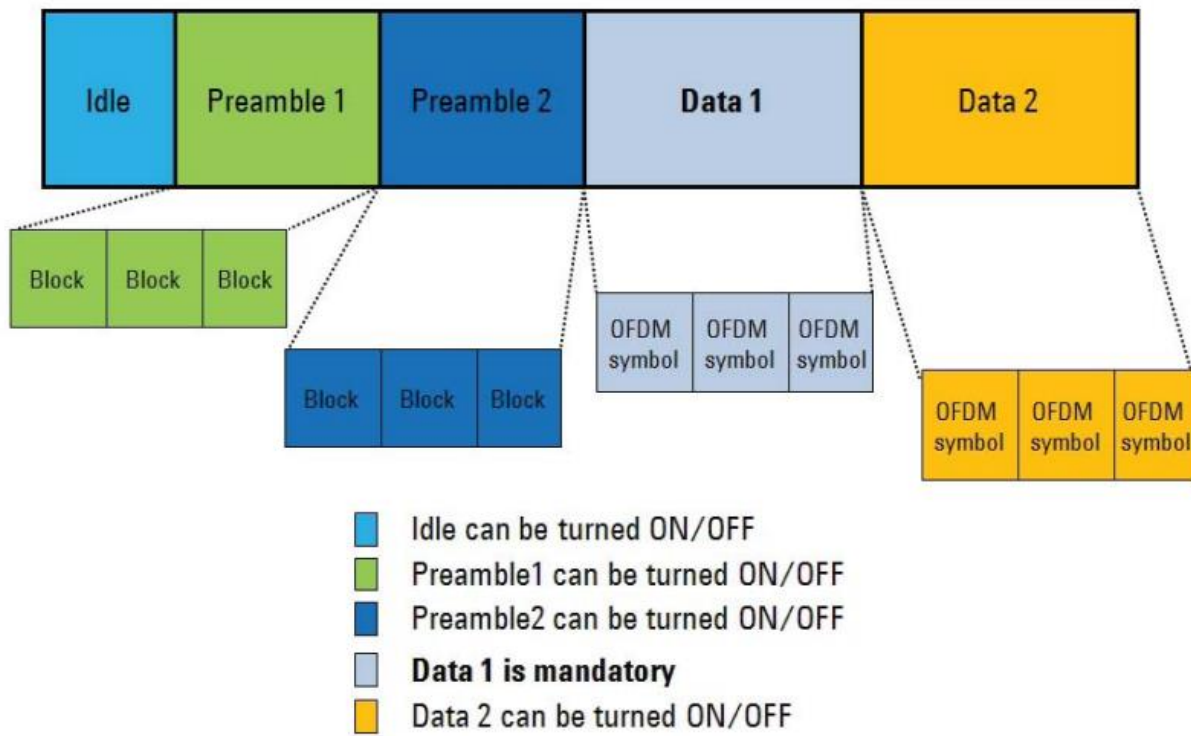 Idle
Preamble 1
Preamble 2
Data 1
Data 2
Block
Block
Block
Block
Block
Block
OFDM
symbol
OFDM
symbol
OFDM
symbol
OFDM
symbol
OFDM
symbol
OFDM
symbol
Idle can be turned ON/OFF
Preamble1 can be turned ON/OFF
Preamble2 can be turned ON/OFF
Data 1 is mandatory
Data 2 can be turned ON/OFF